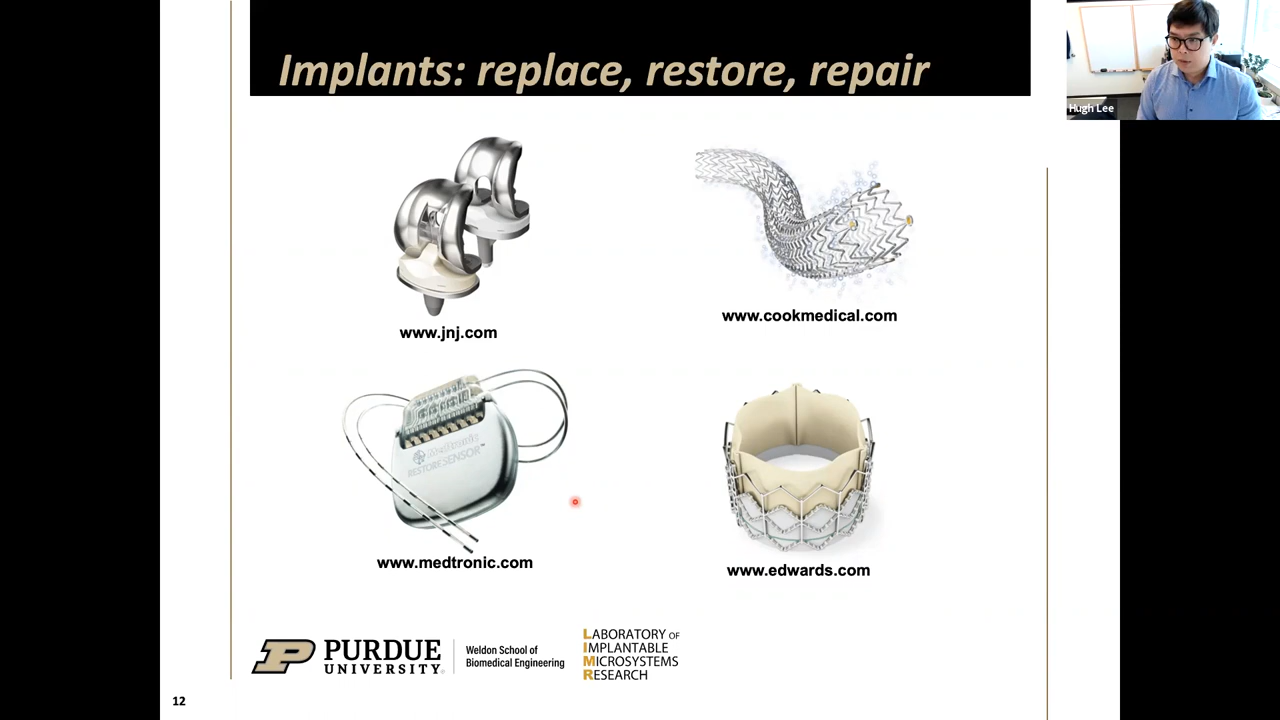 Implants: replace, restore, repair
Hugh Lee
www.jnj.com
www.cookmedical.com
Medtronic
RESTORESENSOR™
www.medtronic.com
www.edwards.com
PURDUE
UNIVERSITY
Weldon School of
Biomedical Engineering
LABORATORY OF
IMPLANTABLE
MICROSYSTEMS
RESEARCH
12